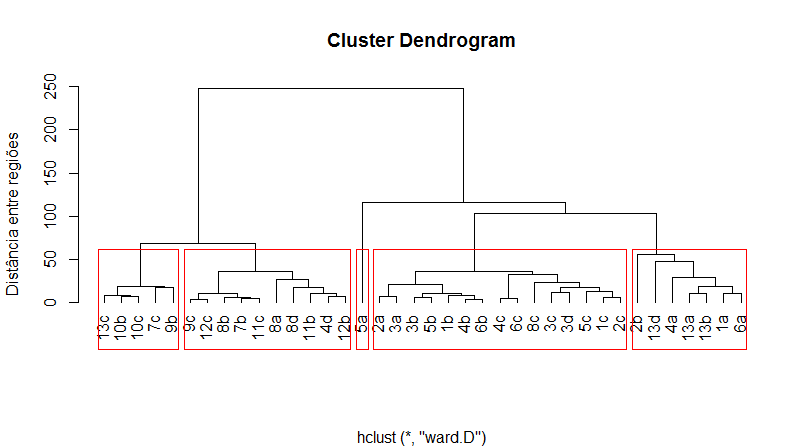 Cluster Dendrogram
Distância entre regiões
250
200
150
100
50
0
13c 10b 10c 7c 9b 9c 12c 8b 7b 11c 8a 8d 11b 4d 12b 5a 2a 3a 3b 5b 1b 4b 6b 4c 6c 8c 3c 3d 5c 1c 2c 2b 13d 4a 13a 13b 1a 6a
hclust (*, "ward.D")